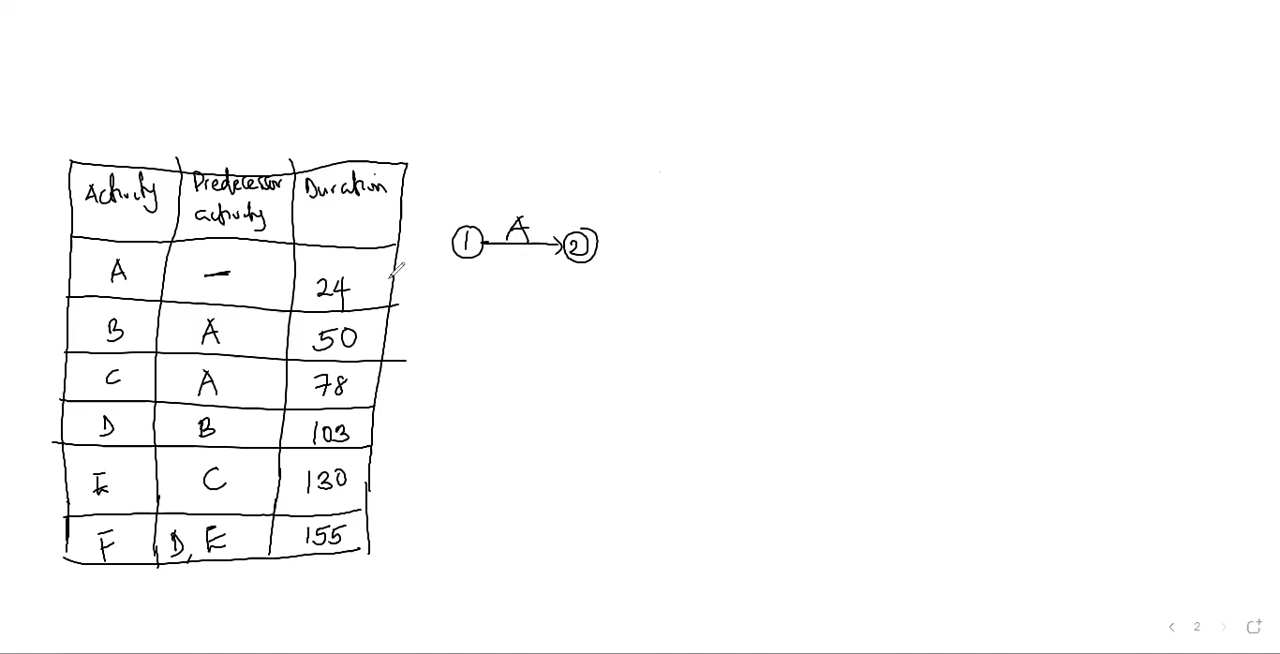 Activity Predecessor activity Duration
A — 24
B A 50
C A 78
D B 103
E C 130
F D, E 155
1 A 2
2